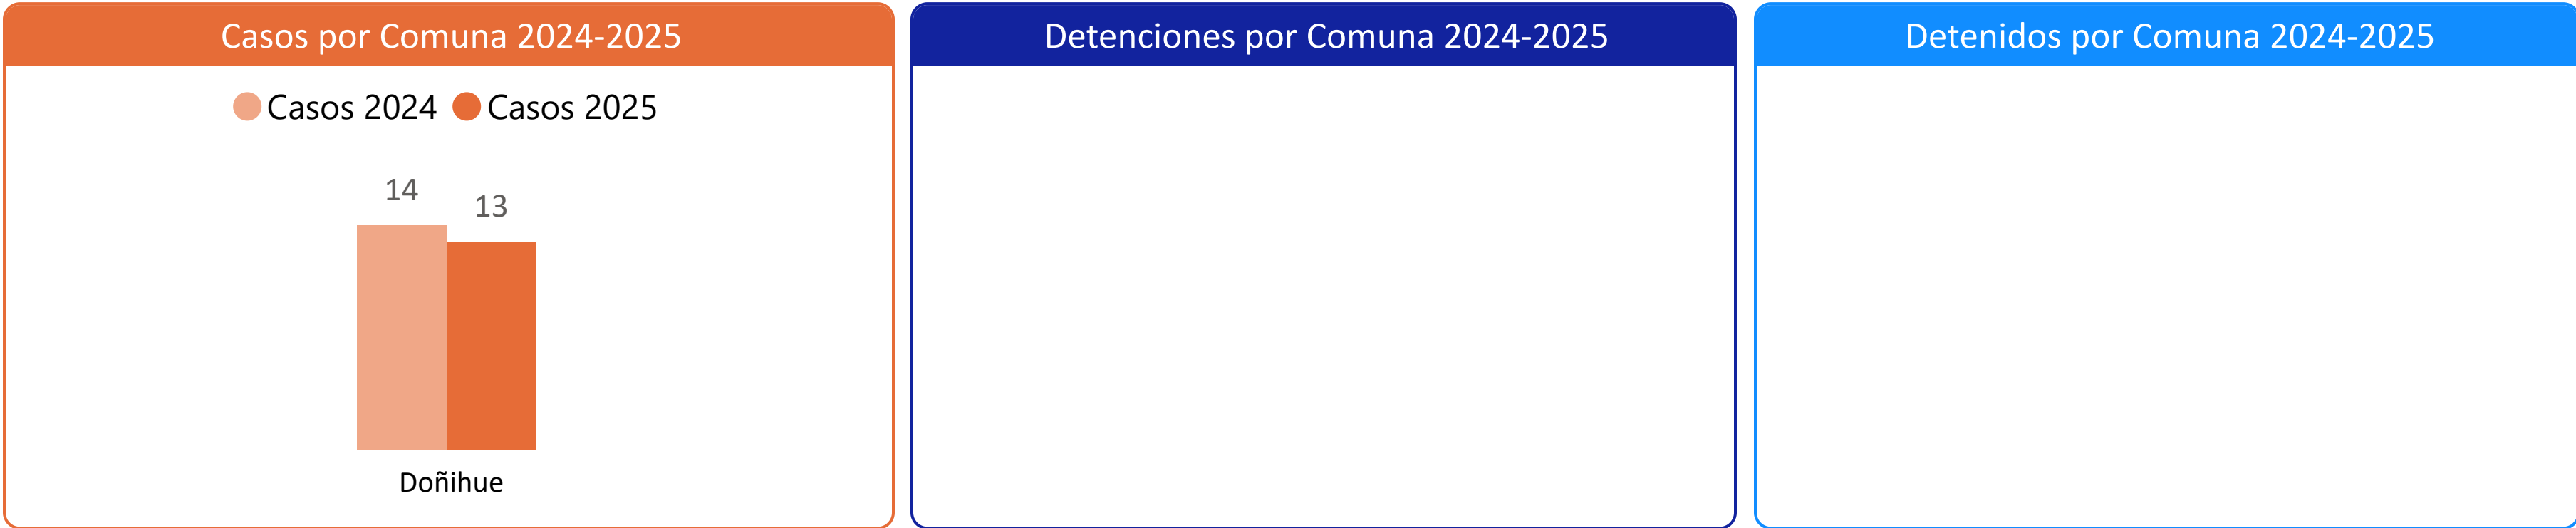 Casos por Comuna 2024-2025
Casos 2024 Casos 2025
14
13
Doñihue
Detenciones por Comuna 2024-2025
Detenidos por Comuna 2024-2025